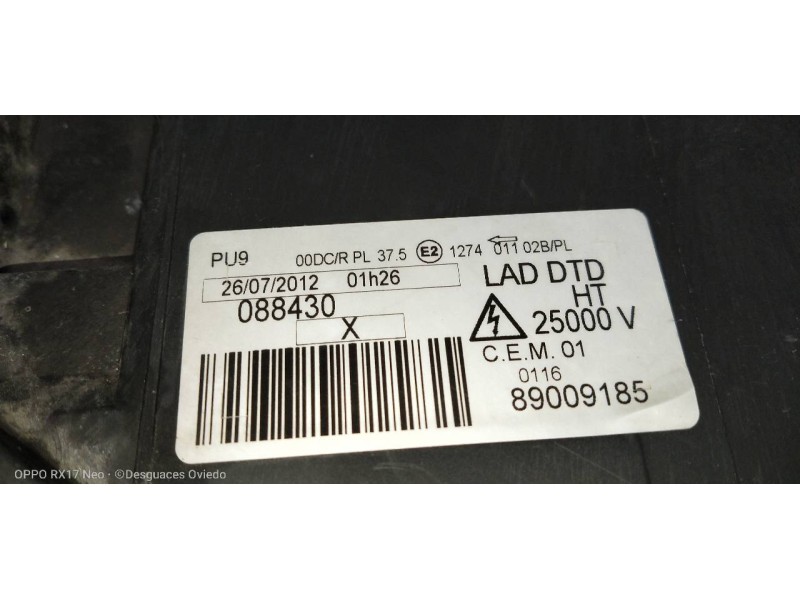 PU9 00DC/R PL 37.5 E2 1274 011 02B/PL
26/07/2012 01h26
LAD DTD
088430
HT
X
25000 V
C.E.M. 01
0116
89009185
OPPO RX17 Neo · ©Desguaces Oviedo